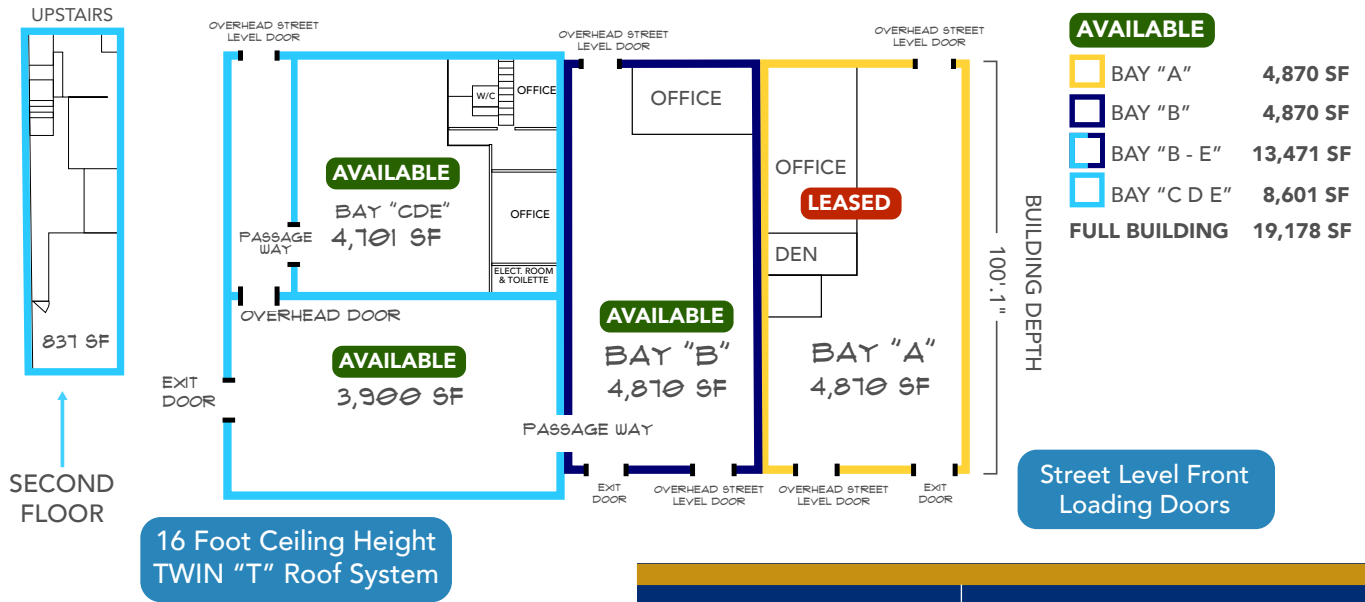 UPSTAIRS
837 SF
SECOND
FLOOR
OVERHEAD STREET
LEVEL DOOR
W/C
OFFICE
AVAILABLE
BAY "CDE"
4,701 SF
PASSAGE
WAY
OFFICE
ELECT. ROOM
& TOILETTE
OVERHEAD DOOR
AVAILABLE
3,900 SF
EXIT
DOOR
16 Foot Ceiling Height
TWIN "T" Roof System
OVERHEAD STREET
LEVEL DOOR
OFFICE
AVAILABLE
BAY "B"
4,870 SF
PASSAGE WAY
EXIT
DOOR
OVERHEAD STREET
LEVEL DOOR
OVERHEAD STREET
LEVEL DOOR
OFFICE
LEASED
DEN
BAY "A"
4,870 SF
OVERHEAD STREET
LEVEL DOOR
EXIT
DOOR
100'.1"
BUILDING DEPTH
AVAILABLE
BAY "A" 4,870 SF
BAY "B" 4,870 SF
BAY "B - E" 13,471 SF
BAY "C D E" 8,601 SF
FULL BUILDING 19,178 SF
Street Level Front
Loading Doors